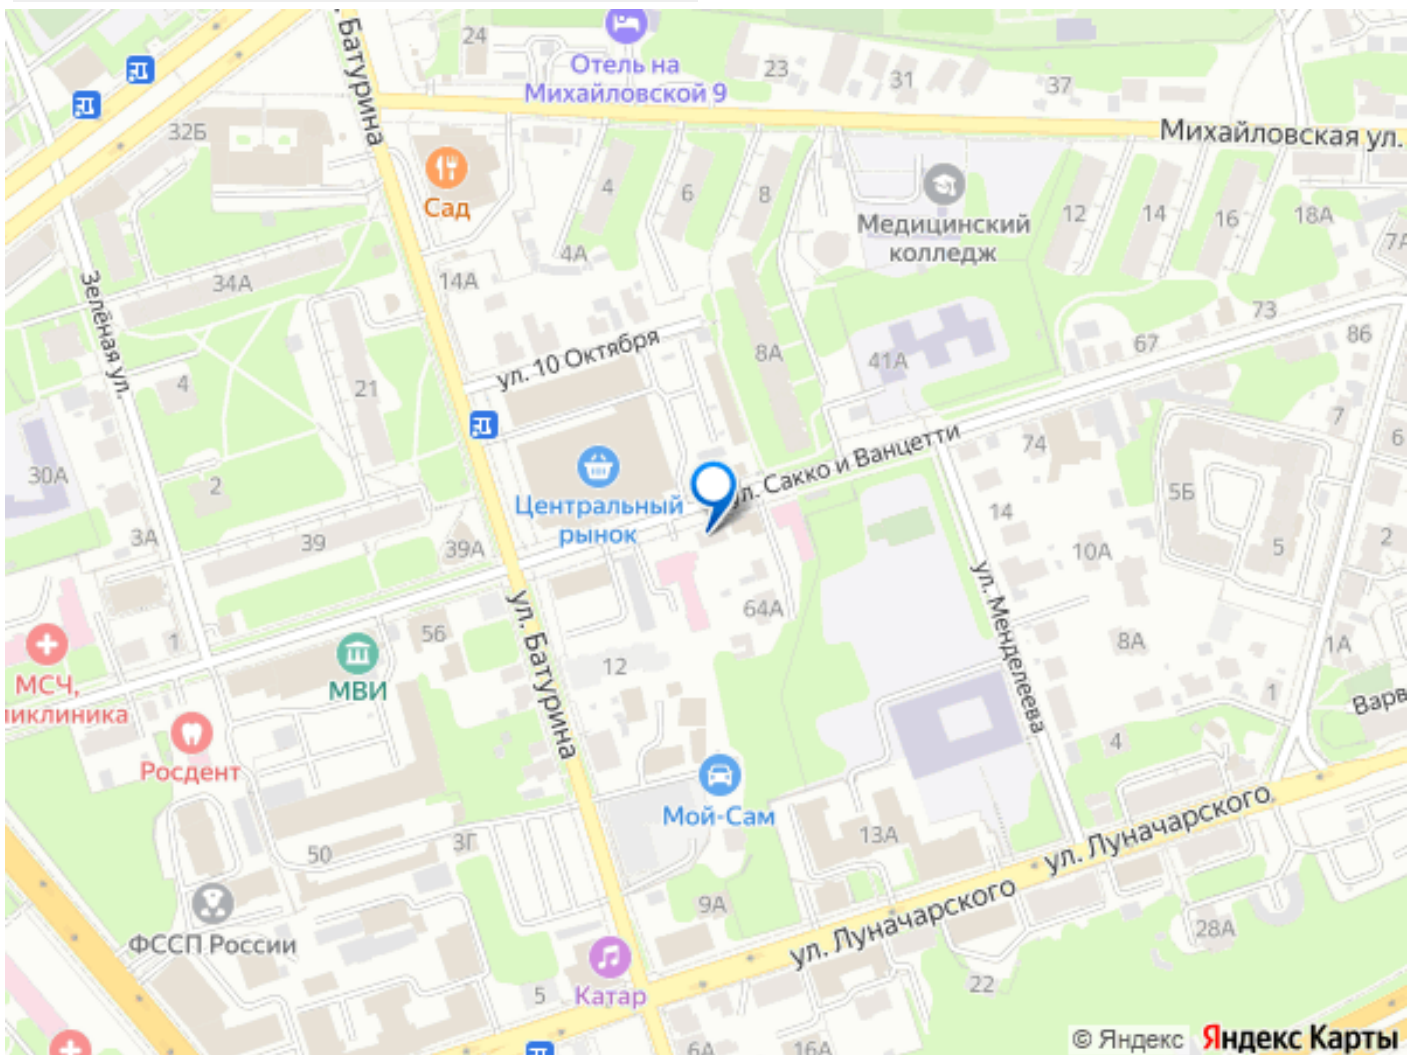 24
ул. Батурина
Отель на
Михайловской 9
23
31
37
Михайловская ул.
32Б
Сад
4
6
8
Медицинский
колледж
12
14
16
18А
7А
4А
34А
14А
Зелёная ул.
ул. 10 Октября
8А
73
67
86
41А
4
21
7
6
74
ул. Сакко и Ванцетти
30А
2
Центральный
рынок
5Б
14
3А
39
39А
10А
5
2
ул. Менделеева
ул. Батурина
64А
1
56
8А
1А
12
МСЧ,
иклиника
МВИ
1
Варв
Росдент
4
Мой-Сам
13А
ул. Луначарского
3Г
50
9А
ул. Луначарского
ФССП России
28А
22
5
Катар
6А
16А
© Яндекс
Яндекс Карты